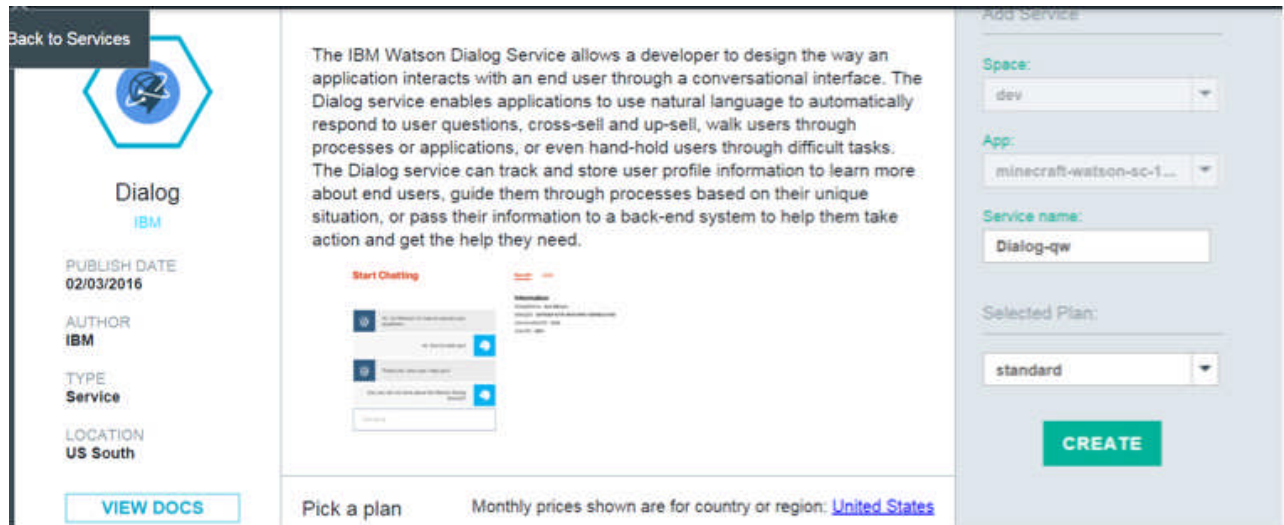 Back to Services
Dialog
IBM
PUBLISH DATE
02/03/2016
AUTHOR
IBM
TYPE
Service
LOCATION
US South
VIEW DOCS
The IBM Watson Dialog Service allows a developer to design the way an
application interacts with an end user through a conversational interface. The
Dialog service enables applications to use natural language to automatically
respond to user questions, cross-sell and up-sell, walk users through
processes or applications, or even hand-hold users through difficult tasks.
The Dialog service can track and store user profile information to learn more
about end users, guide them through processes based on their unique
situation, or pass their information to a back-end system to help them take
action and get the help they need.
Start Chatting
Information
Pick a plan
Monthly prices shown are for country or region: United States
Add Service
Space:
dev
App:
minecraft-watson-sc-1...
Service name:
Dialog-qw
Selected Plan:
standard
CREATE